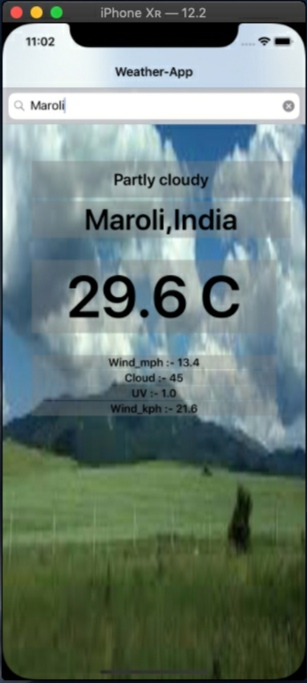 iPhone XR — 12.2
11:02
Weather-App
Maroli
Partly cloudy
Maroli,India
29.6 C
Wind_mph :- 13.4
Cloud :- 45
UV :- 1.0
Wind_kph :- 21.6